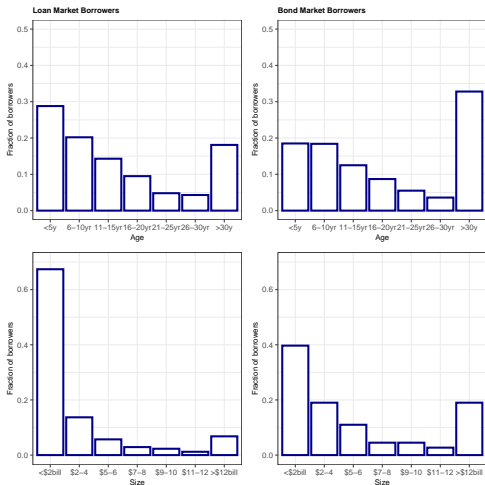 Loan Market Borrowers
Bond Market Borrowers
Fraction of borrowers
0.5
0.4
0.3
0.2
0.1
0.0
<5y 6–10yr 11–15yr 16–20yr 21–25yr 26–30yr >30y
Age
Fraction of borrowers
0.5
0.4
0.3
0.2
0.1
0.0
<5y 6–10yr 11–15yr 16–20yr 21–25yr 26–30yr >30y
Age
Fraction of borrowers
0.6
0.4
0.2
0.0
<$2bill $2–4 $5–6 $7–8 $9–10 $11–12 >$12bill
Size
Fraction of borrowers
0.6
0.4
0.2
0.0
<$2bill $2–4 $5–6 $7–8 $9–10 $11–12 >$12bill
Size